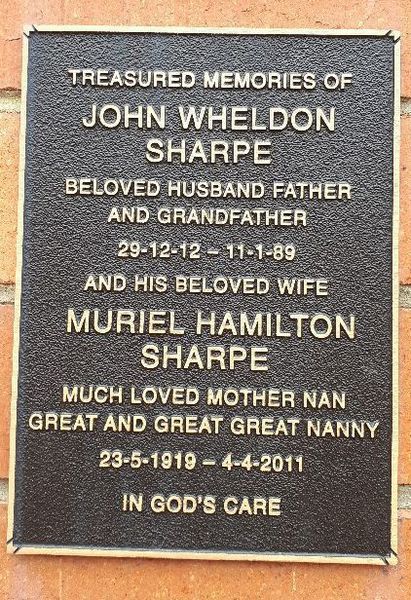 TREASURED MEMORIES OF
JOHN WHELDON
SHARPE
BELOVED HUSBAND FATHER
AND GRANDFATHER
29-12-12 – 11-1-89
AND HIS BELOVED WIFE
MURIEL HAMILTON
SHARPE
MUCH LOVED MOTHER NAN
GREAT AND GREAT GREAT NANNY
23-5-1919 – 4-4-2011
IN GOD'S CARE